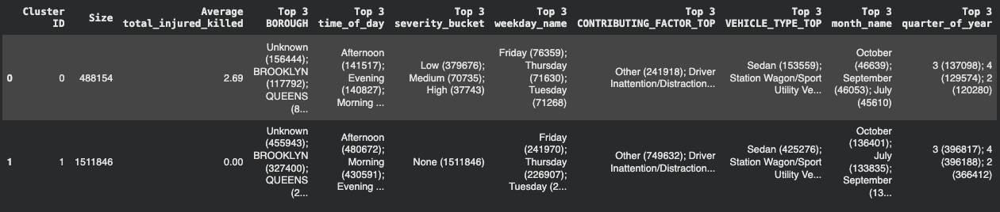 Cluster ID Size Average total_injured_killed Top 3 BOROUGH Top 3 time_of_day Top 3 severity_bucket Top 3 weekday_name Top 3 CONTRIBUTING_FACTOR_TOP Top 3 VEHICLE_TYPE_TOP Top 3 month_name Top 3 quarter_of_year
0 0 488154 2.69 Unknown (156444); BROOKLYN (117792); QUEENS (8... Afternoon (141517); Evening (140827); Morning ... Low (379676); Medium (70735); High (37743) Friday (76359); Thursday (71630); Tuesday (71268) Other (241918); Driver Inattention/Distraction... Sedan (153559); Station Wagon/Sport Utility Ve... October (46639); September (46053); July (45610) 3 (137098); 4 (129574); 2 (120280)
1 1 1511846 0.00 Unknown (455943); BROOKLYN (327400); QUEENS (2... Afternoon (480672); Morning (430591); Evening ... None (1511846) Friday (241970); Thursday (226907); Tuesday (2... Other (749632); Driver Inattention/Distraction... Sedan (425276); Station Wagon/Sport Utility Ve... October (136401); July (133835); September (13... 3 (396817); 4 (396188); 2 (366412)